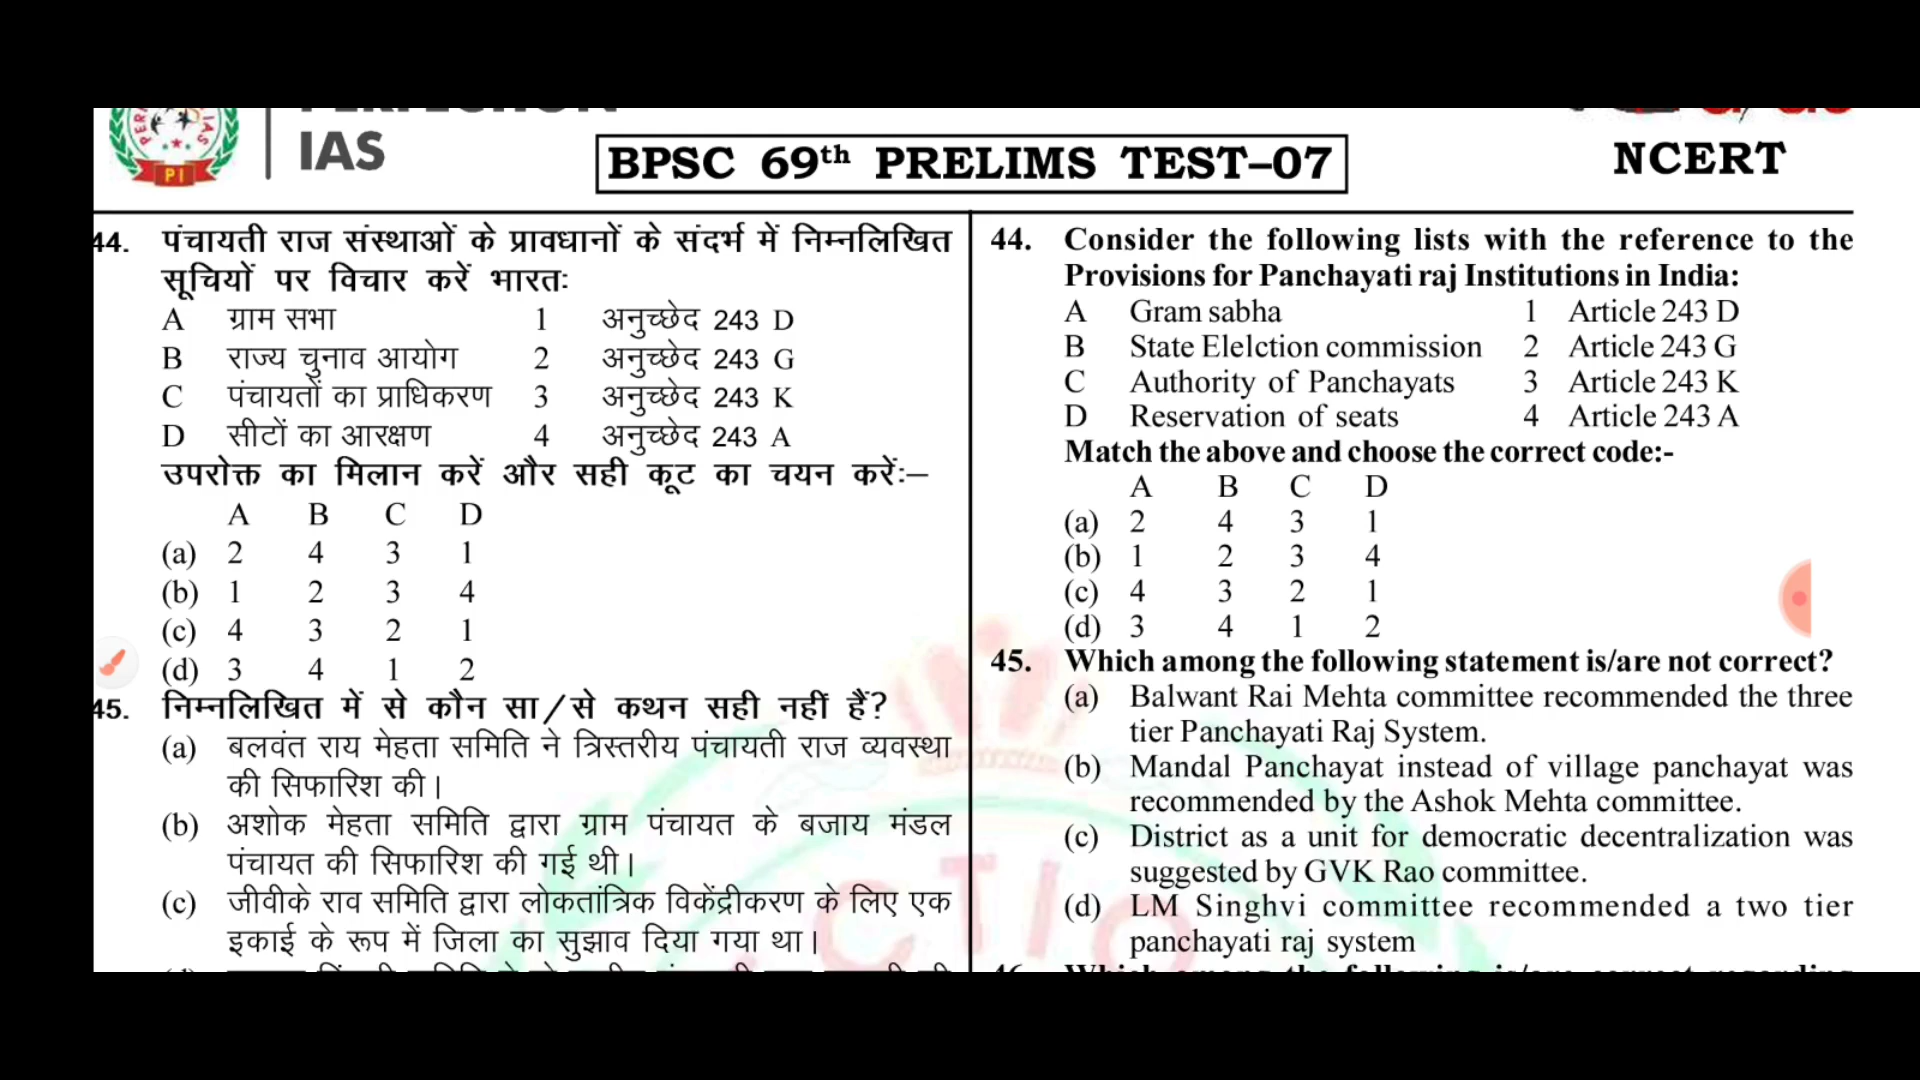 IAS
PI
BPSC 69th PRELIMS TEST–07
NCERT
44. पंचायती राज संस्थाओं के प्रावधानों के संदर्भ में निम्नलिखित
सूचियों पर विचार करें भारतः
A ग्राम सभा 1 अनुच्छेद 243 D
B राज्य चुनाव आयोग 2 अनुच्छेद 243 G
C पंचायतों का प्राधिकरण 3 अनुच्छेद 243 K
D सीटों का आरक्षण 4 अनुच्छेद 243 A
उपरोक्त का मिलान करें और सही कूट का चयन करेंः–
A B C D
(a) 2 4 3 1
(b) 1 2 3 4
(c) 4 3 2 1
(d) 3 4 1 2
45. निम्नलिखित में से कौन सा/से कथन सही नहीं हैं?
(a) बलवंत राय मेहता समिति ने त्रिस्तरीय पंचायती राज व्यवस्था
की सिफारिश की।
(b) अशोक मेहता समिति द्वारा ग्राम पंचायत के बजाय मंडल
पंचायत की सिफारिश की गई थी।
(c) जीवीके राव समिति द्वारा लोकतांत्रिक विकेंद्रीकरण के लिए एक
इकाई के रूप में जिला का सुझाव दिया गया था।
44. Consider the following lists with the reference to the
Provisions for Panchayati raj Institutions in India:
A Gram sabha 1 Article 243 D
B State Elelction commission 2 Article 243 G
C Authority of Panchayats 3 Article 243 K
D Reservation of seats 4 Article 243 A
Match the above and choose the correct code:-
A B C D
(a) 2 4 3 1
(b) 1 2 3 4
(c) 4 3 2 1
(d) 3 4 1 2
45. Which among the following statement is/are not correct?
(a) Balwant Rai Mehta committee recommended the three
tier Panchayati Raj System.
(b) Mandal Panchayat instead of village panchayat was
recommended by the Ashok Mehta committee.
(c) District as a unit for democratic decentralization was
suggested by GVK Rao committee.
(d) LM Singhvi committee recommended a two tier
panchayati raj system
46. Which among the following is/are correct regarding